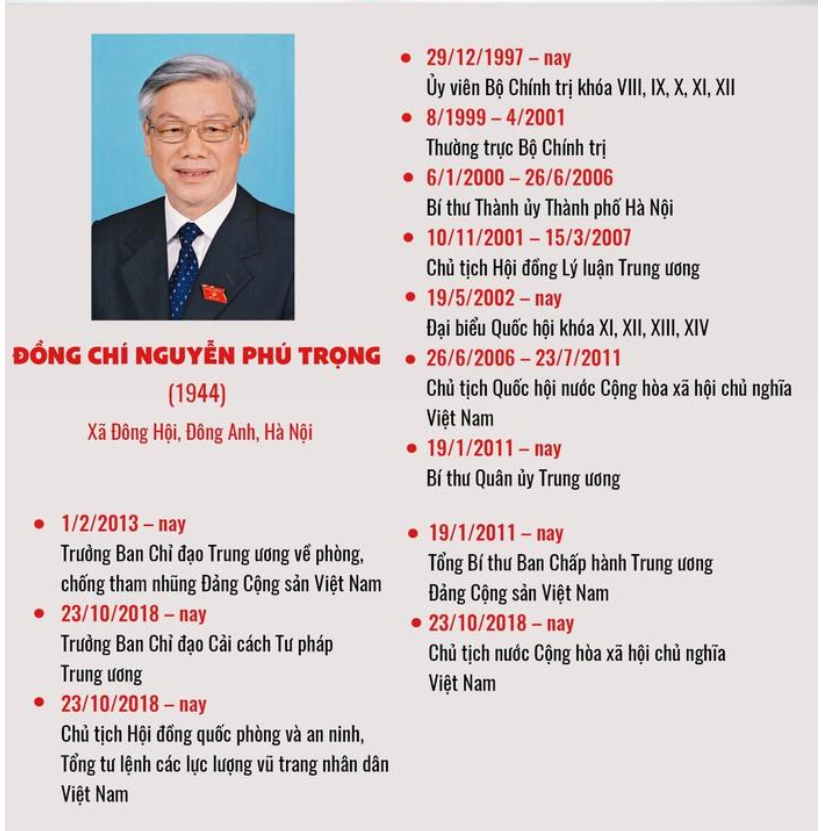 ĐỒNG CHÍ NGUYỄN PHÚ TRỌNG
(1944)
Xã Đông Hội, Đông Anh, Hà Nội
29/12/1997 – nay
Ủy viên Bộ Chính trị khóa VIII, IX, X, XI, XII
8/1999 – 4/2001
Thường trực Bộ Chính trị
6/1/2000 – 26/6/2006
Bí thư Thành ủy Thành phố Hà Nội
10/11/2001 – 15/3/2007
Chủ tịch Hội đồng Lý luận Trung ương
19/5/2002 – nay
Đại biểu Quốc hội khóa XI, XII, XIII, XIV
26/6/2006 – 23/7/2011
Chủ tịch Quốc hội nước Cộng hòa xã hội chủ nghĩa
Việt Nam
19/1/2011 – nay
Bí thư Quân ủy Trung ương
19/1/2011 – nay
Tổng Bí thư Ban Chấp hành Trung ương
Đảng Cộng sản Việt Nam
23/10/2018 – nay
Chủ tịch nước Cộng hòa xã hội chủ nghĩa
Việt Nam
1/2/2013 – nay
Trưởng Ban Chỉ đạo Trung ương về phòng,
chống tham nhũng Đảng Cộng sản Việt Nam
23/10/2018 – nay
Trưởng Ban Chỉ đạo Cải cách Tư pháp
Trung ương
23/10/2018 – nay
Chủ tịch Hội đồng quốc phòng và an ninh,
Tổng tư lệnh các lực lượng vũ trang nhân dân
Việt Nam